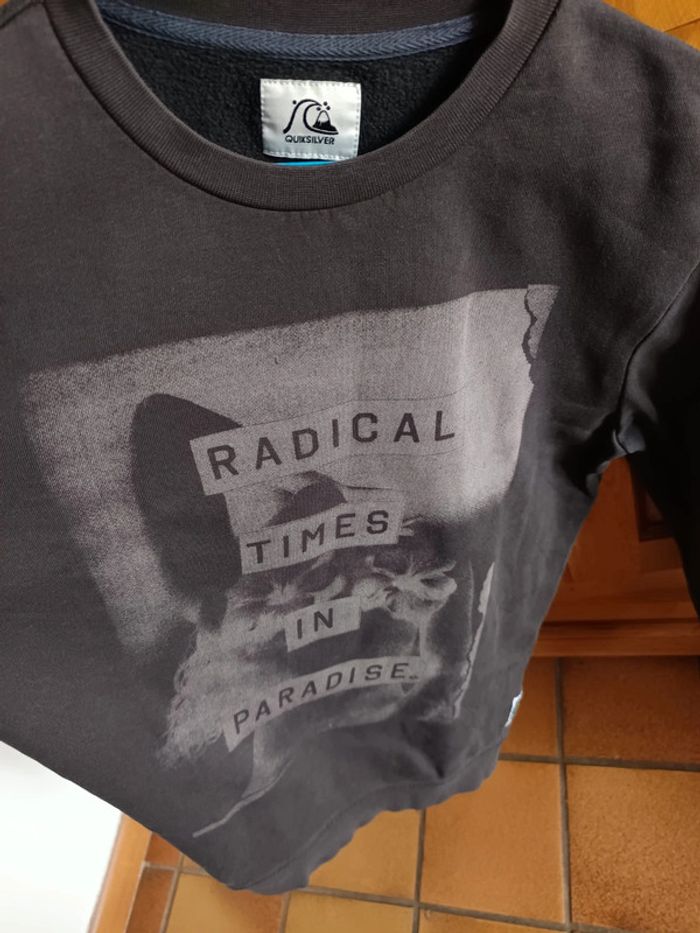 QUIKSILVER
RADICAL
TIMES
IN
PARADISE